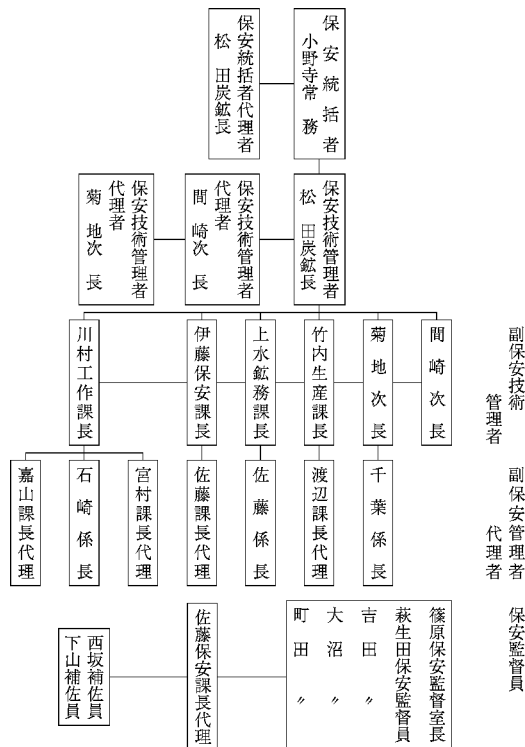 保安統括者
小野寺常務
保安統括者代理者
松田炭鉱長
保安技術管理者
松田炭鉱長
保安技術管理者
代理者
間崎次長
保安技術管理者
代理者
菊地次長
副保安技術
管理者
間崎次長
菊地次長
竹内生産課長
上水鉱務課長
伊藤保安課長
川村工作課長
副保安管理者
代理者
千葉係長
渡辺課長代理
佐藤係長
佐藤課長代理
宮村課長代理
石崎係長
嘉山課長代理
保安監督員
篠原保安監督室長
萩生田保安監督員
吉田〃
大沼〃
町田〃
佐藤保安課長代理
西坂補佐員
下山補佐員